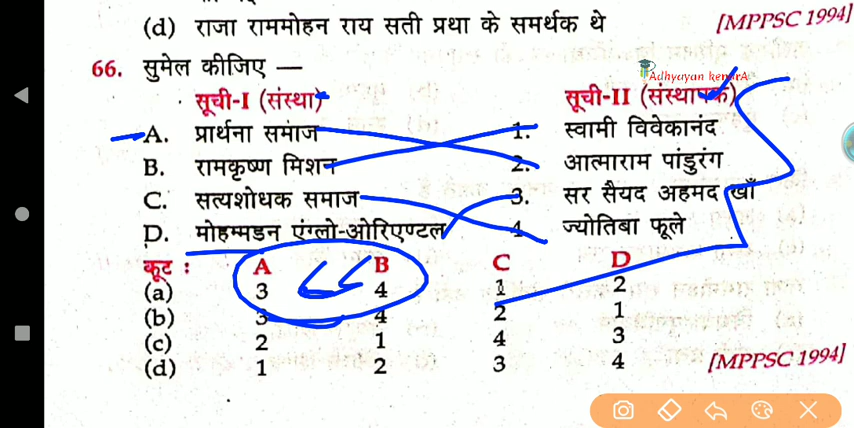 (d) राजा राममोहन राय सती प्रथा के समर्थक थे [MPPSC 1994]
Adhyayan kendrA
66. सुमेल कीजिए —
सूची-I (संस्था) सूची-II (संस्थापक)
A. प्रार्थना समाज 1. स्वामी विवेकानंद
B. रामकृष्ण मिशन 2. आत्माराम पांडुरंग
C. सत्यशोधक समाज 3. सर सैयद अहमद खाँ
D. मोहम्मडन एंग्लो-ओरिएण्टल 4. ज्योतिबा फूले
कूट : A B C D
(a) 3 4 1 2
(b) 3 4 2 1
(c) 2 1 4 3
(d) 1 2 3 4 [MPPSC 1994]